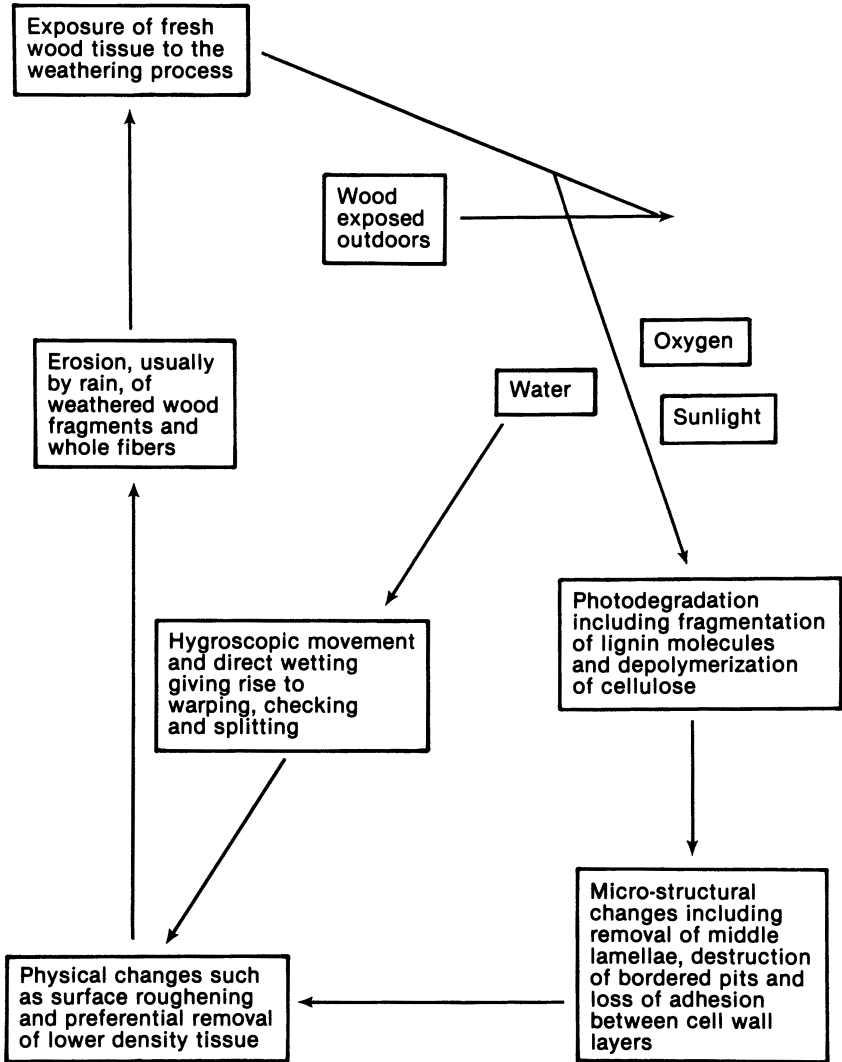 Exposure of fresh
wood tissue to the
weathering process
Wood
exposed
outdoors
Oxygen
Erosion, usually
by rain, of
weathered wood
fragments and
whole fibers
Water
Sunlight
Photodegradation
including fragmentation
of lignin molecules
and depolymerization
of cellulose
Hygroscopic movement
and direct wetting
giving rise to
warping, checking
and splitting
Micro-structural
changes including
removal of middle
lamellae, destruction
of bordered pits and
loss of adhesion
between cell wall
layers
Physical changes such
as surface roughening
and preferential removal
of lower density tissue